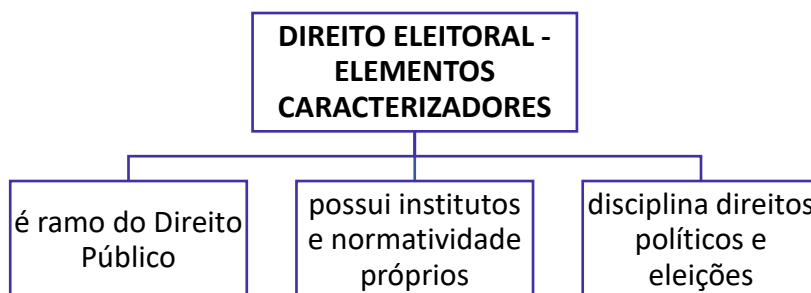 DIREITO ELEITORAL -
ELEMENTOS
CARACTERIZADORES
é ramo do Direito
Público
possui institutos
e normatividade
próprios
disciplina direitos
políticos e
eleições